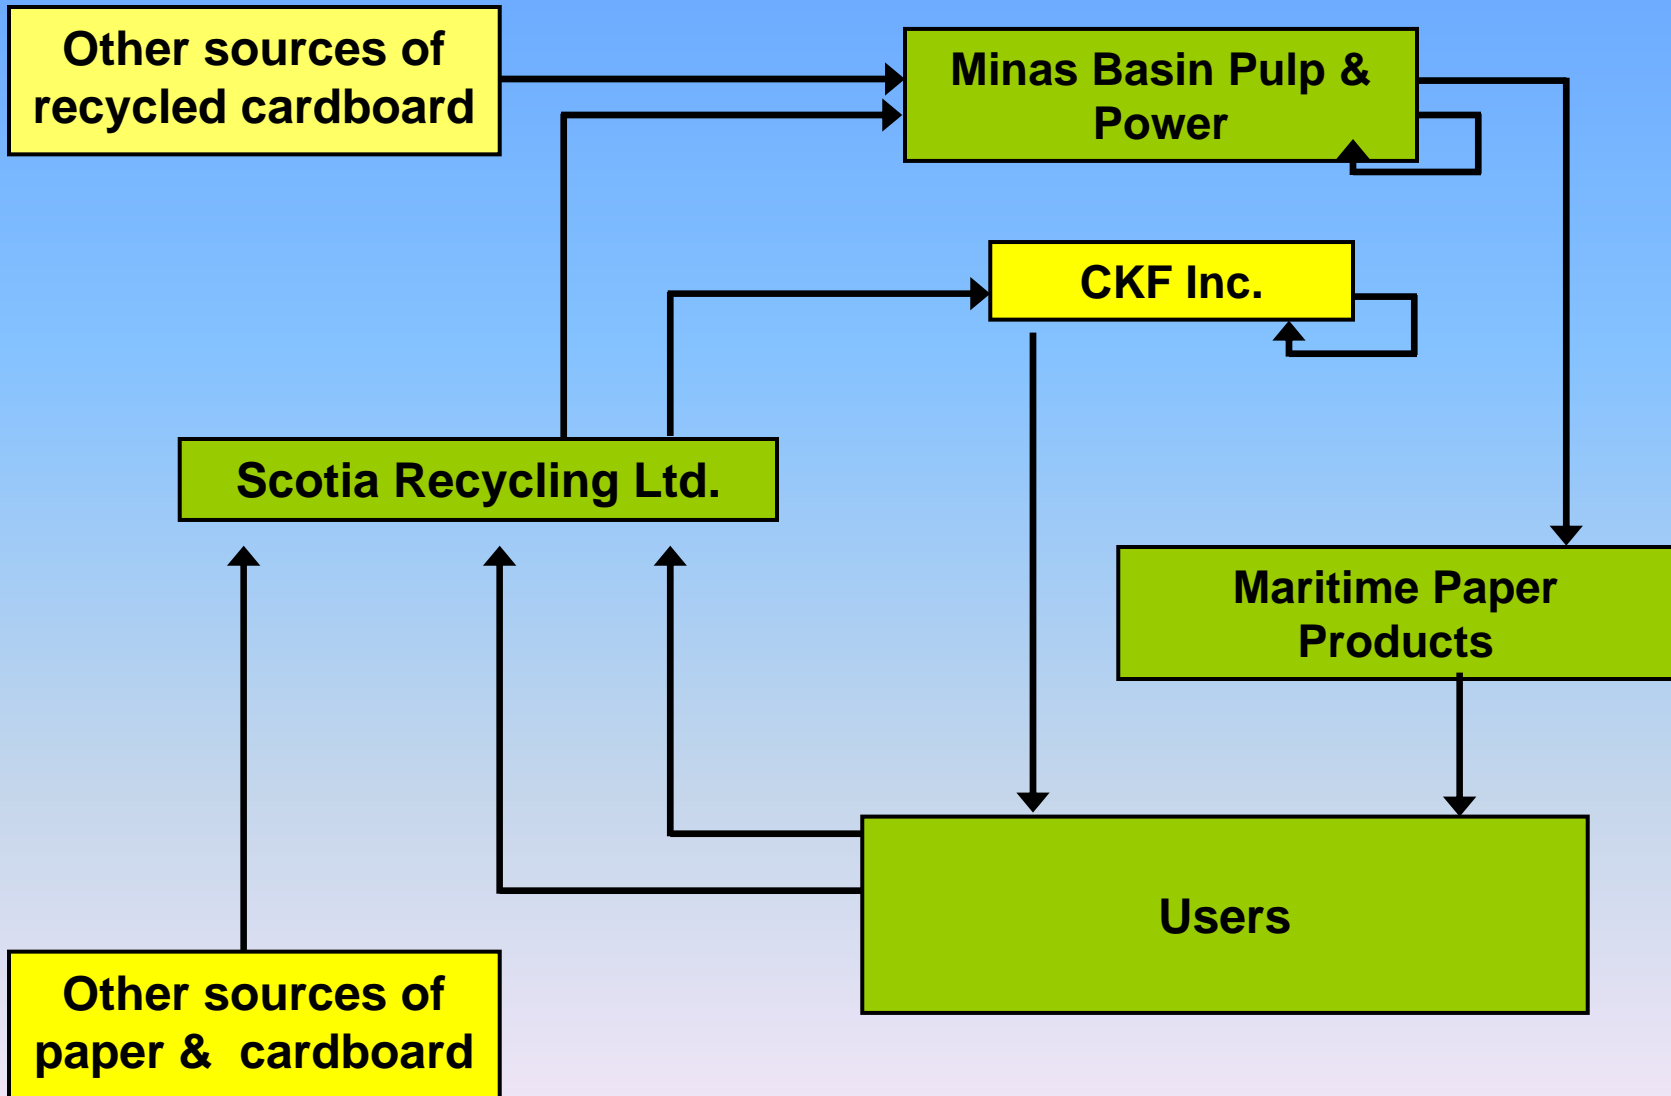 Other sources of
recycled cardboard
Minas Basin Pulp &
Power
CKF Inc.
Scotia Recycling Ltd.
Maritime Paper
Products
Users
Other sources of
paper &  cardboard